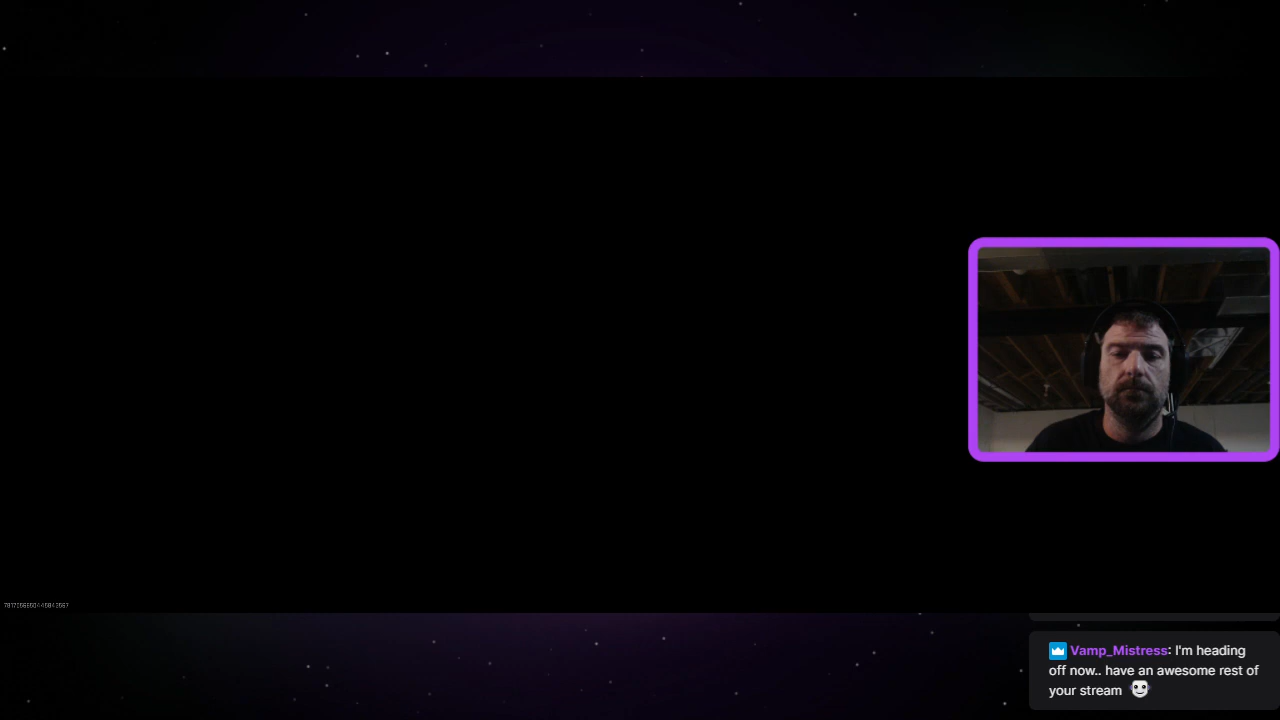 Vamp_Mistress: I'm heading
off now.. have an awesome rest of
your stream